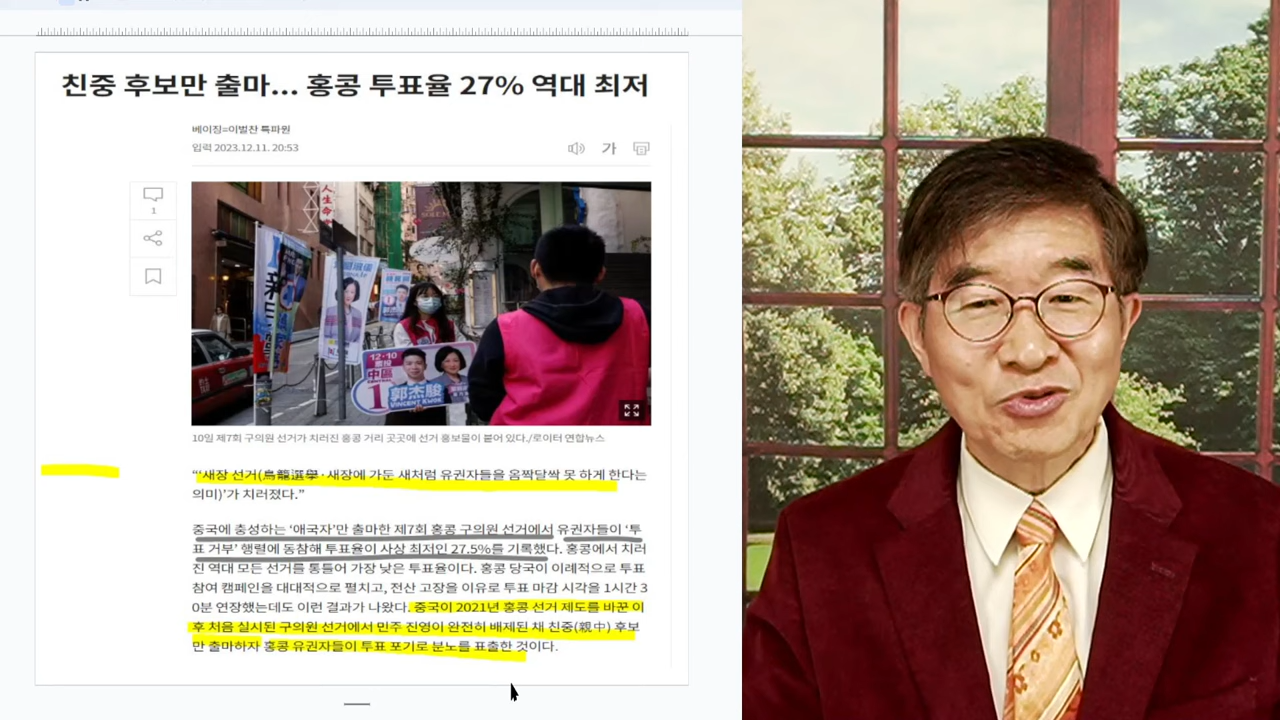 친중 후보만 출마... 홍콩 투표율 27% 역대 최저
베이징=이벌찬 특파원
입력 2023.12.11. 20:53
가
1
人生命
12·10
中區
CENTRAL
1
郭杰駿
VINCENT KWOK
10일 제7회 구의원 선거가 치러진 홍콩 거리 곳곳에 선거 홍보물이 붙어 있다./로이터 연합뉴스
“‘새장 선거(鳥籠選擧·새장에 가둔 새처럼 유권자들을 옴짝달싹 못 하게 한다는
의미)’가 치러졌다.”
중국에 충성하는 ‘애국자’만 출마한 제7회 홍콩 구의원 선거에서 유권자들이 ‘투
표 거부’ 행렬에 동참해 투표율이 사상 최저인 27.5%를 기록했다. 홍콩에서 치러
진 역대 모든 선거를 통틀어 가장 낮은 투표율이다. 홍콩 당국이 이례적으로 투표
참여 캠페인을 대대적으로 펼치고, 전산 고장을 이유로 투표 마감 시각을 1시간 3
0분 연장했는데도 이런 결과가 나왔다. 중국이 2021년 홍콩 선거 제도를 바꾼 이
후 처음 실시된 구의원 선거에서 민주 진영이 완전히 배제된 채 친중(親中) 후보
만 출마하자 홍콩 유권자들이 투표 포기로 분노를 표출한 것이다.